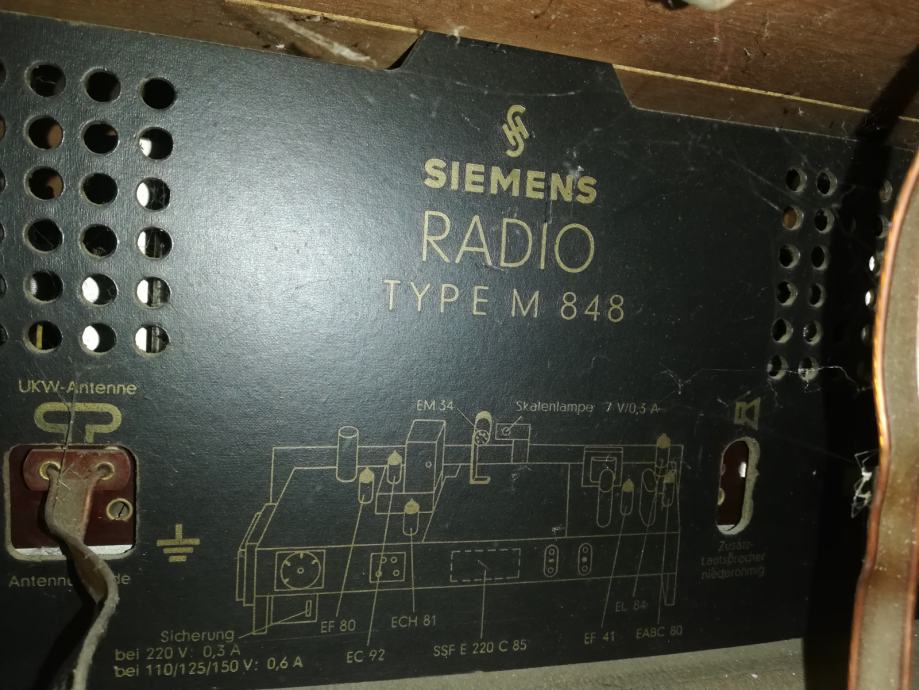 SIEMENS
RADIO
TYPE M 848
UKW-Antenne
EM 34
Skalenlampe 7 V/0,3 A
Zusatz-
Lautsprecher
niederohmig
EL 84
EF 80
ECH 81
EF 41
EABC 80
EC 92
SSF E 220 C 85
Sicherung
bei 220 V: 0,3 A
bei 110/125/150 V: 0,6 A